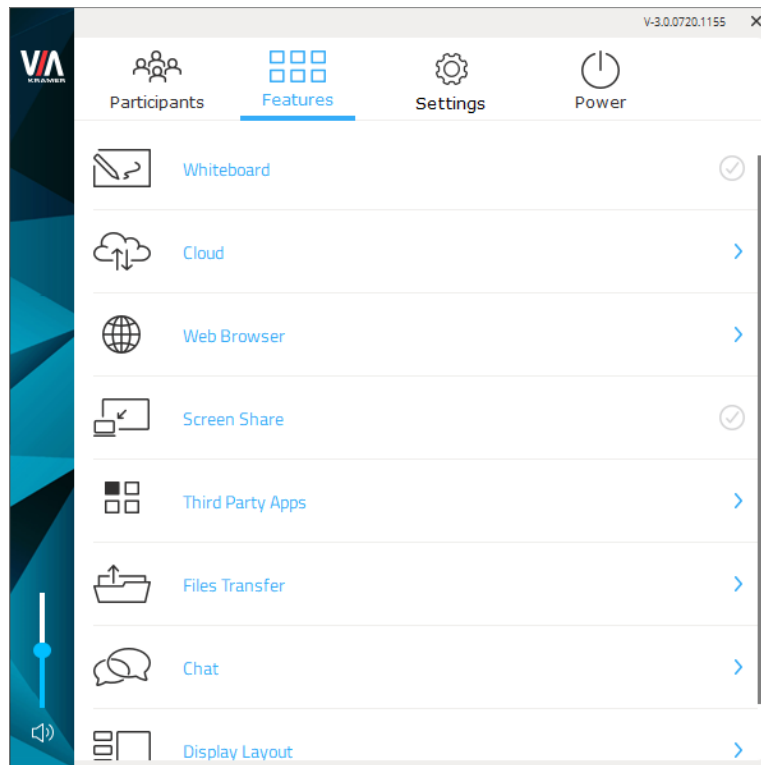 V-3.0.0720.1155
VIA
KRAMER
Participants
Features
Settings
Power
Whiteboard
Cloud
Web Browser
Screen Share
Third Party Apps
Files Transfer
Chat
Display Layout